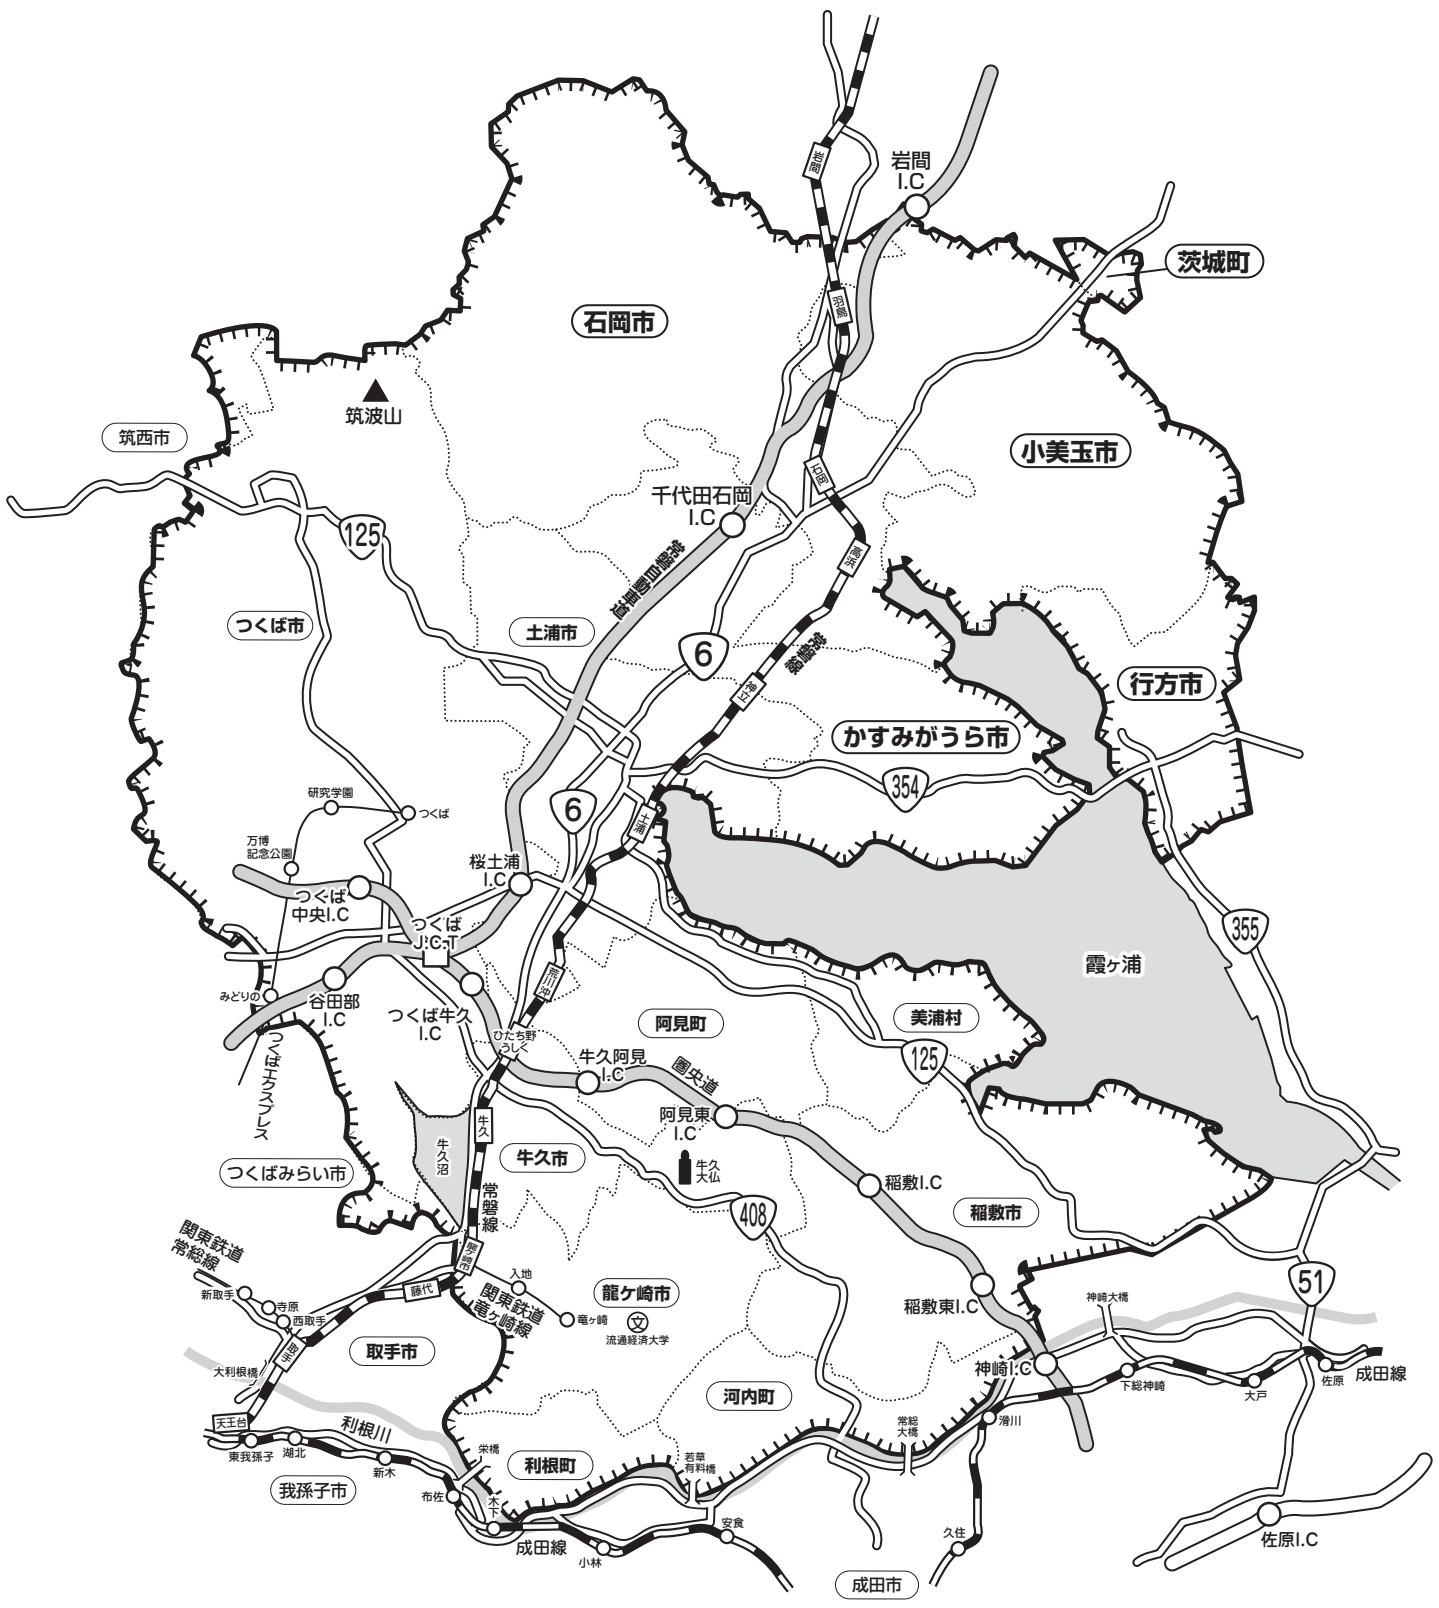 岩間
岩間
I.C
茨城町
羽鳥
石岡市
筑波山
筑西市
小美玉市
石岡
千代田石岡
I.C
125
高浜
常磐自動車道
つくば市
土浦市
6
常磐線
神立
行方市
かすみがうら市
354
研究学園
つくば
6
土浦
万博
記念公園
桜土浦
I.C
つくば
中央I.C
つくば
J.C.T
355
霞ヶ浦
みどりの
谷田部
I.C
荒川沖
つくば牛久
I.C
ひたち野
うしく
阿見町
美浦村
125
つくばエクスプレス
牛久阿見
I.C
圏央道
阿見東
I.C
牛久
牛久沼
牛久市
牛久
大仏
つくばみらい市
稲敷I.C
常磐線
408
稲敷市
関東鉄道
常総線
龍ヶ崎市
51
新取手
寺原
西取手
藤代
入地
関東鉄道
竜ヶ崎線
竜ヶ崎
龍ケ崎市
文
流通経済大学
稲敷東I.C
神崎大橋
取手
取手市
大利根橋
神崎I.C
下総神崎
大戸
佐原
成田線
河内町
天王台
利根川
東我孫子
湖北
新木
常総
大橋
滑川
栄橋
利根町
若草
有料橋
我孫子市
布佐
木下
成田線
小林
安食
久住
佐原I.C
成田市